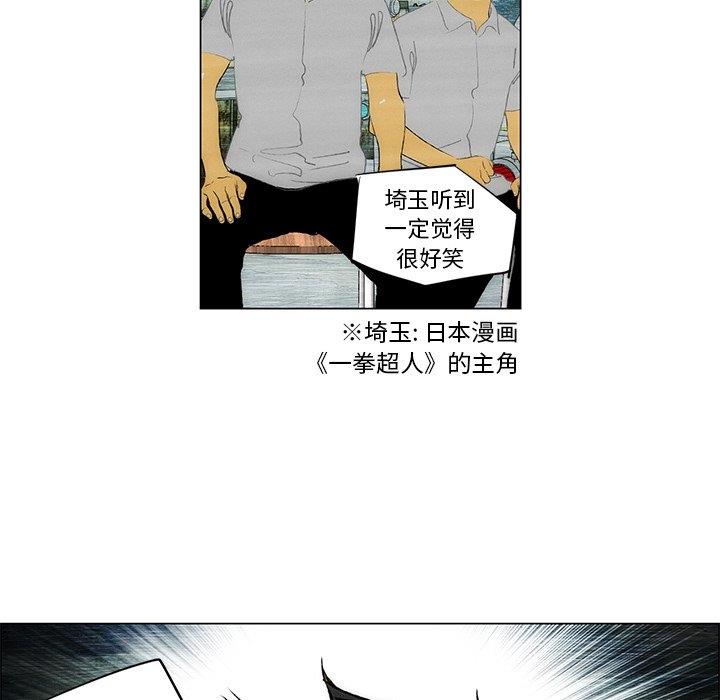 埼玉听到
一定觉得
很好笑
※埼玉: 日本漫画
《一拳超人》的主角